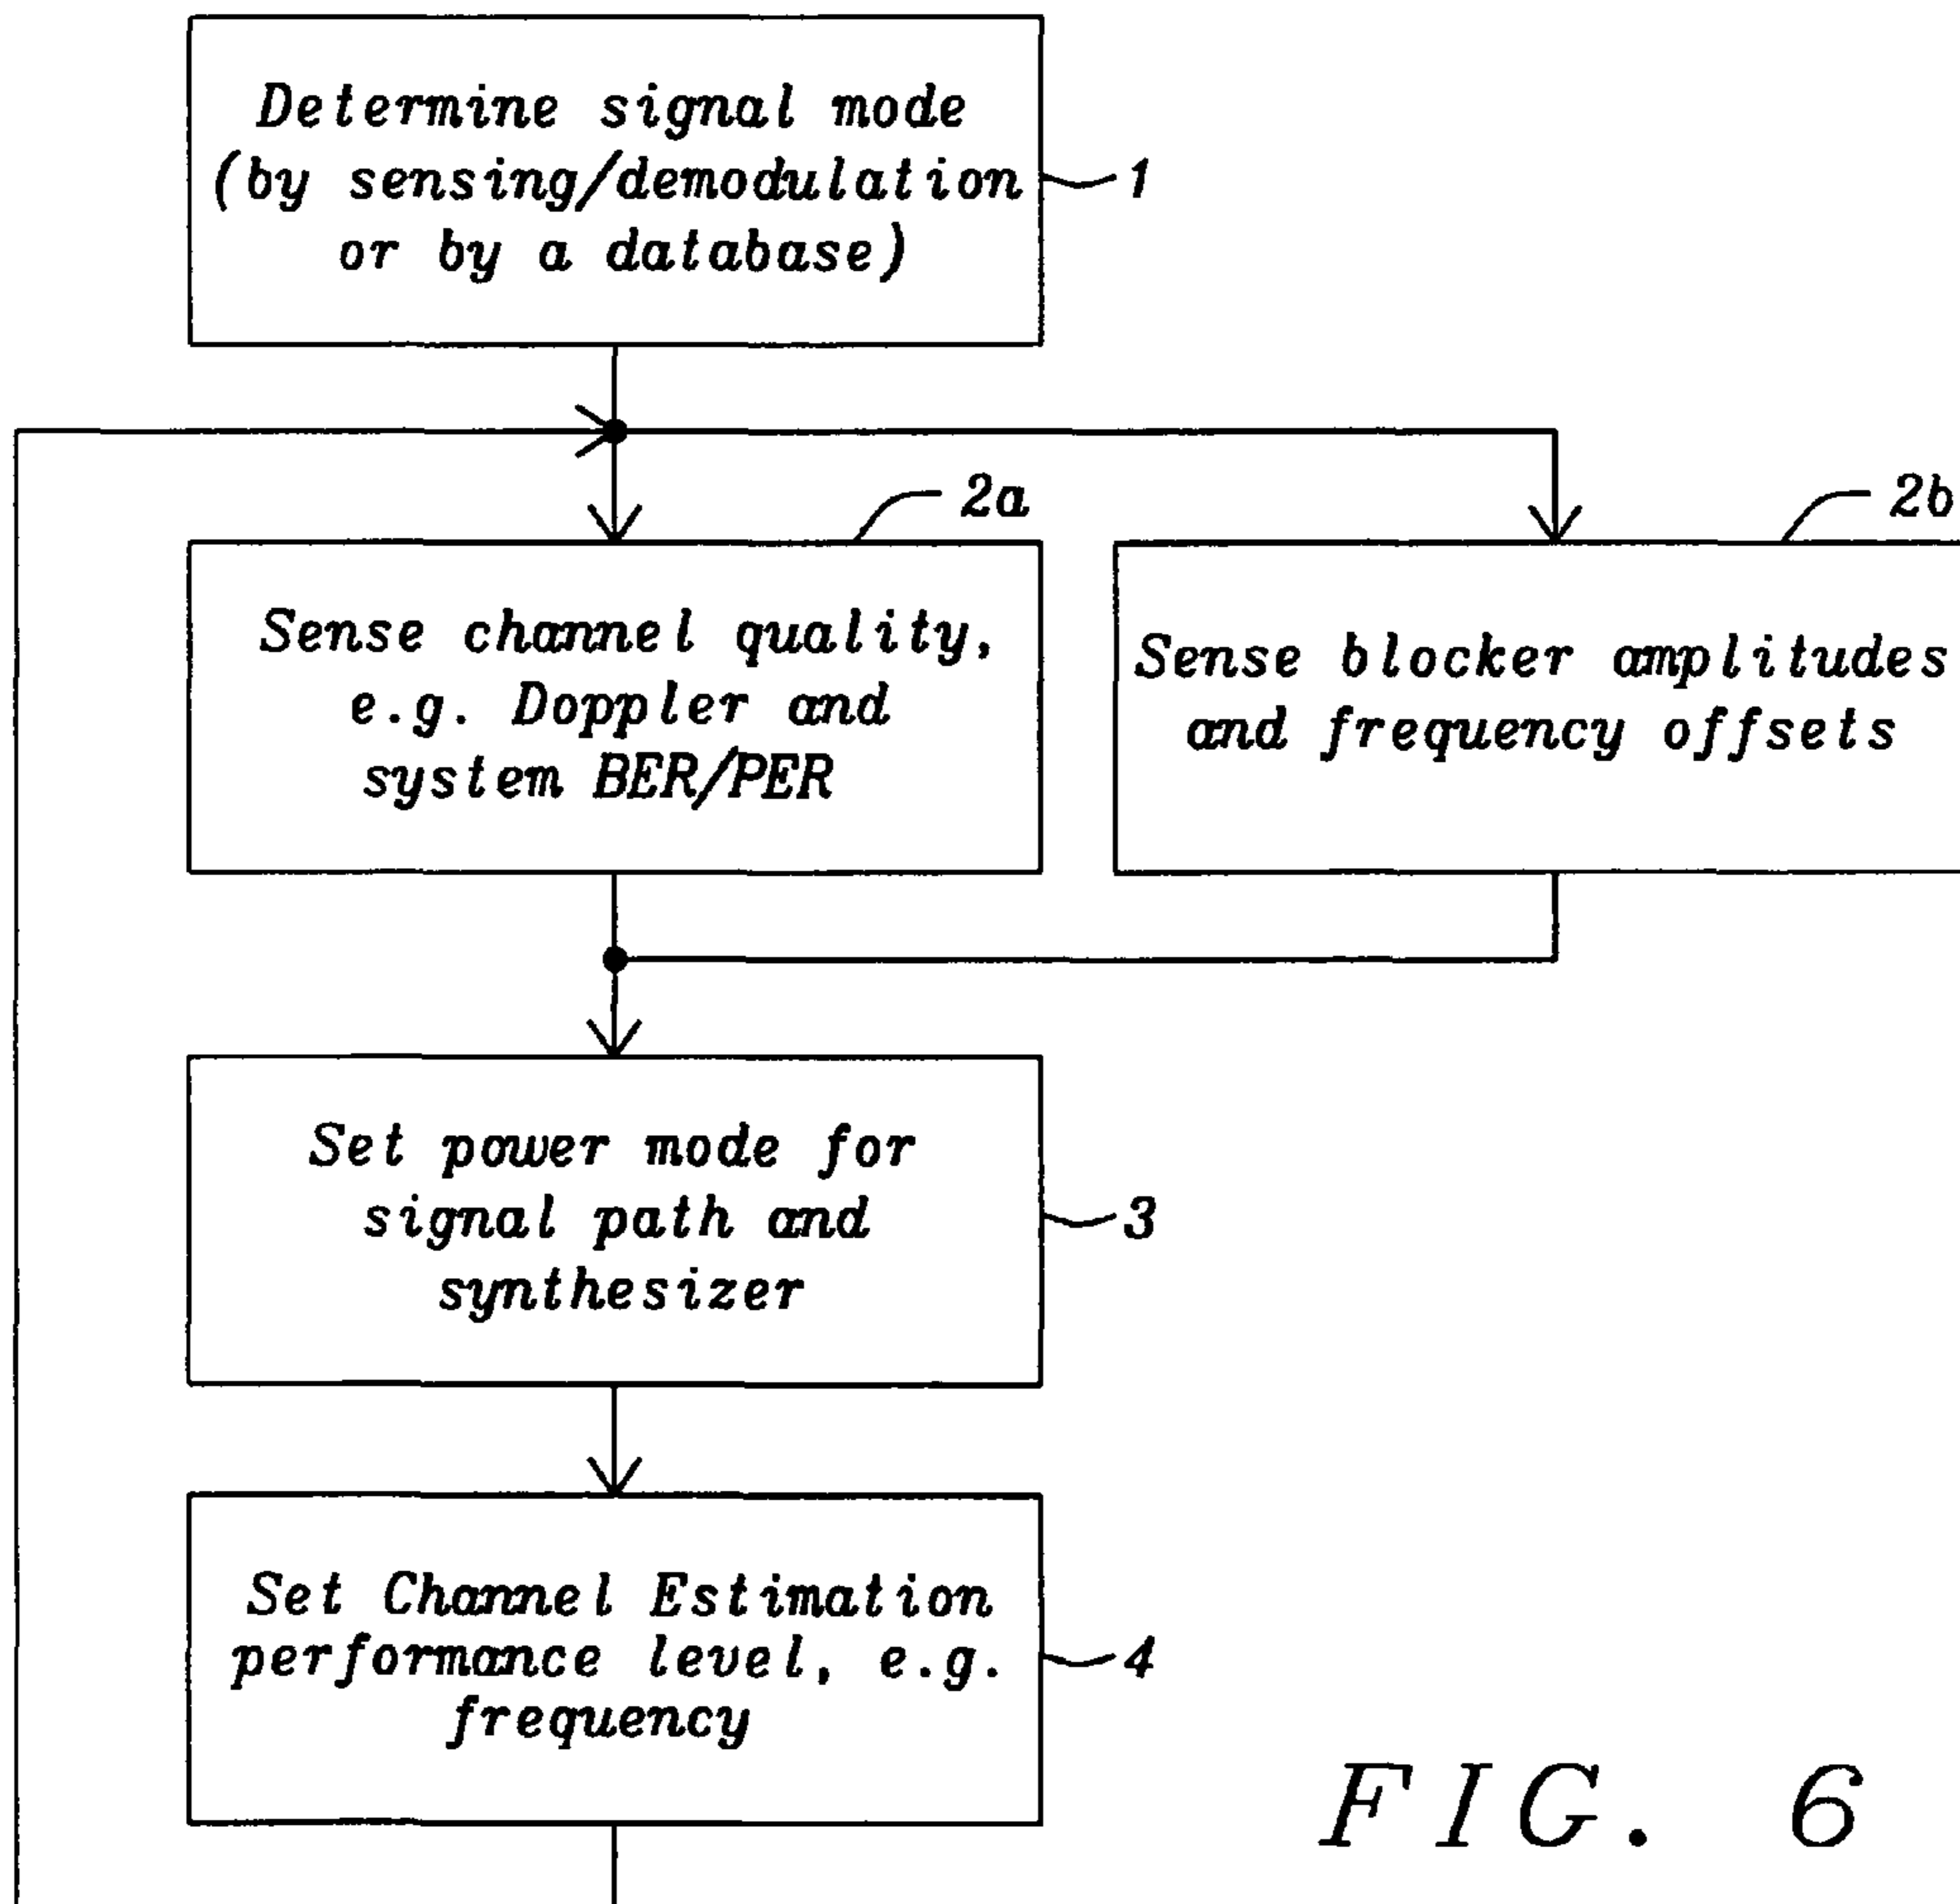 Determine signal mode
(by sensing/demodulation
or by a database)
1
2a
2b
Sense channel quality,
e.g. Doppler and
system BER/PER
Sense blocker amplitudes
and frequency offsets
Set power mode for
signal path and
synthesizer
3
Set Channel Estimation
performance level, e.g.
frequency
4
FIG. 6